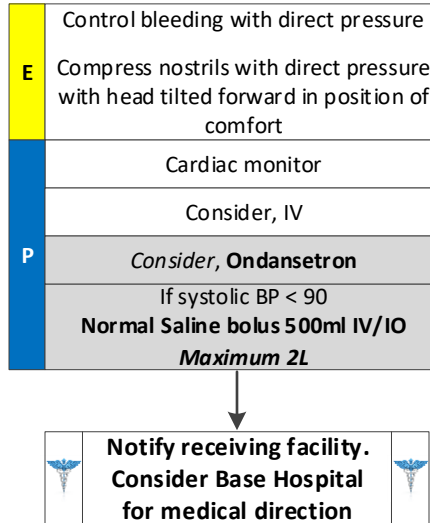 Control bleeding with direct pressure
E
Compress nostrils with direct pressure
with head tilted forward in position of
comfort
Cardiac monitor
Consider, IV
P
Consider, Ondansetron
If systolic BP < 90
Normal Saline bolus 500ml IV/IO
Maximum 2L
Notify receiving facility.
Consider Base Hospital
for medical direction